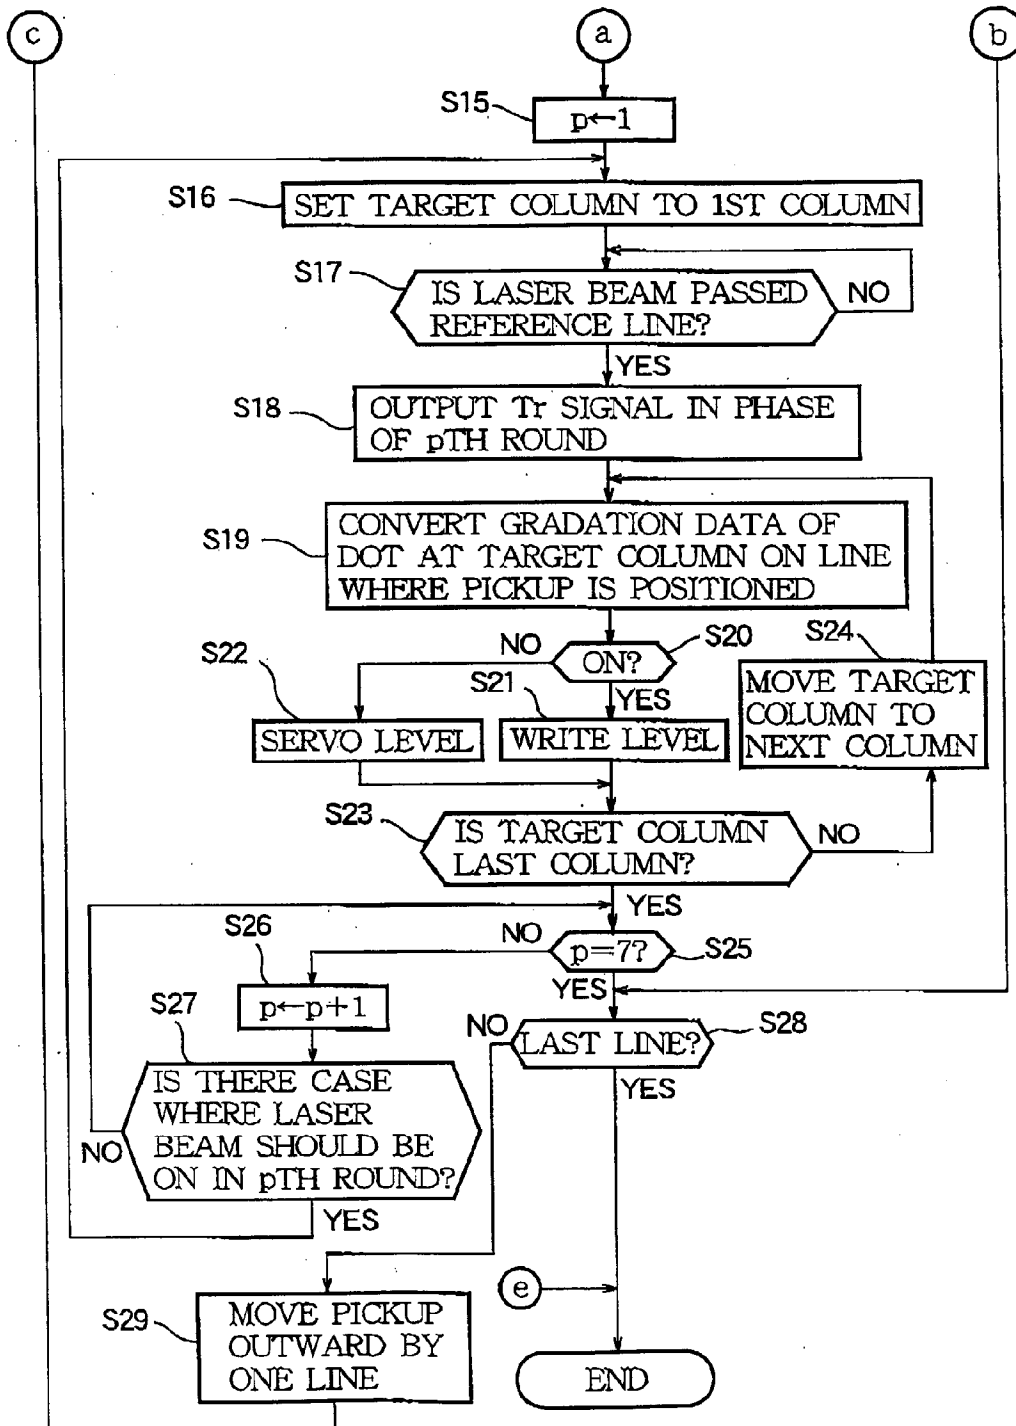 c
a
b
S15
p←1
S16
SET TARGET COLUMN TO 1ST COLUMN
S17
IS LASER BEAM PASSED
REFERENCE LINE?
NO
YES
S18
OUTPUT Tr SIGNAL IN PHASE
OF pTH ROUND
S19
CONVERT GRADATION DATA OF
DOT AT TARGET COLUMN ON LINE
WHERE PICKUP IS POSITIONED
S20
NO
ON?
YES
S22
SERVO LEVEL
S21
WRITE LEVEL
S24
MOVE TARGET
COLUMN TO
NEXT COLUMN
S23
IS TARGET COLUMN
LAST COLUMN?
NO
YES
S25
NO
p=7?
YES
S26
p←p+1
S27
IS THERE CASE
WHERE LASER
BEAM SHOULD BE
ON IN pTH ROUND?
NO
YES
S28
NO
LAST LINE?
YES
S29
MOVE PICKUP
OUTWARD BY
ONE LINE
e
END